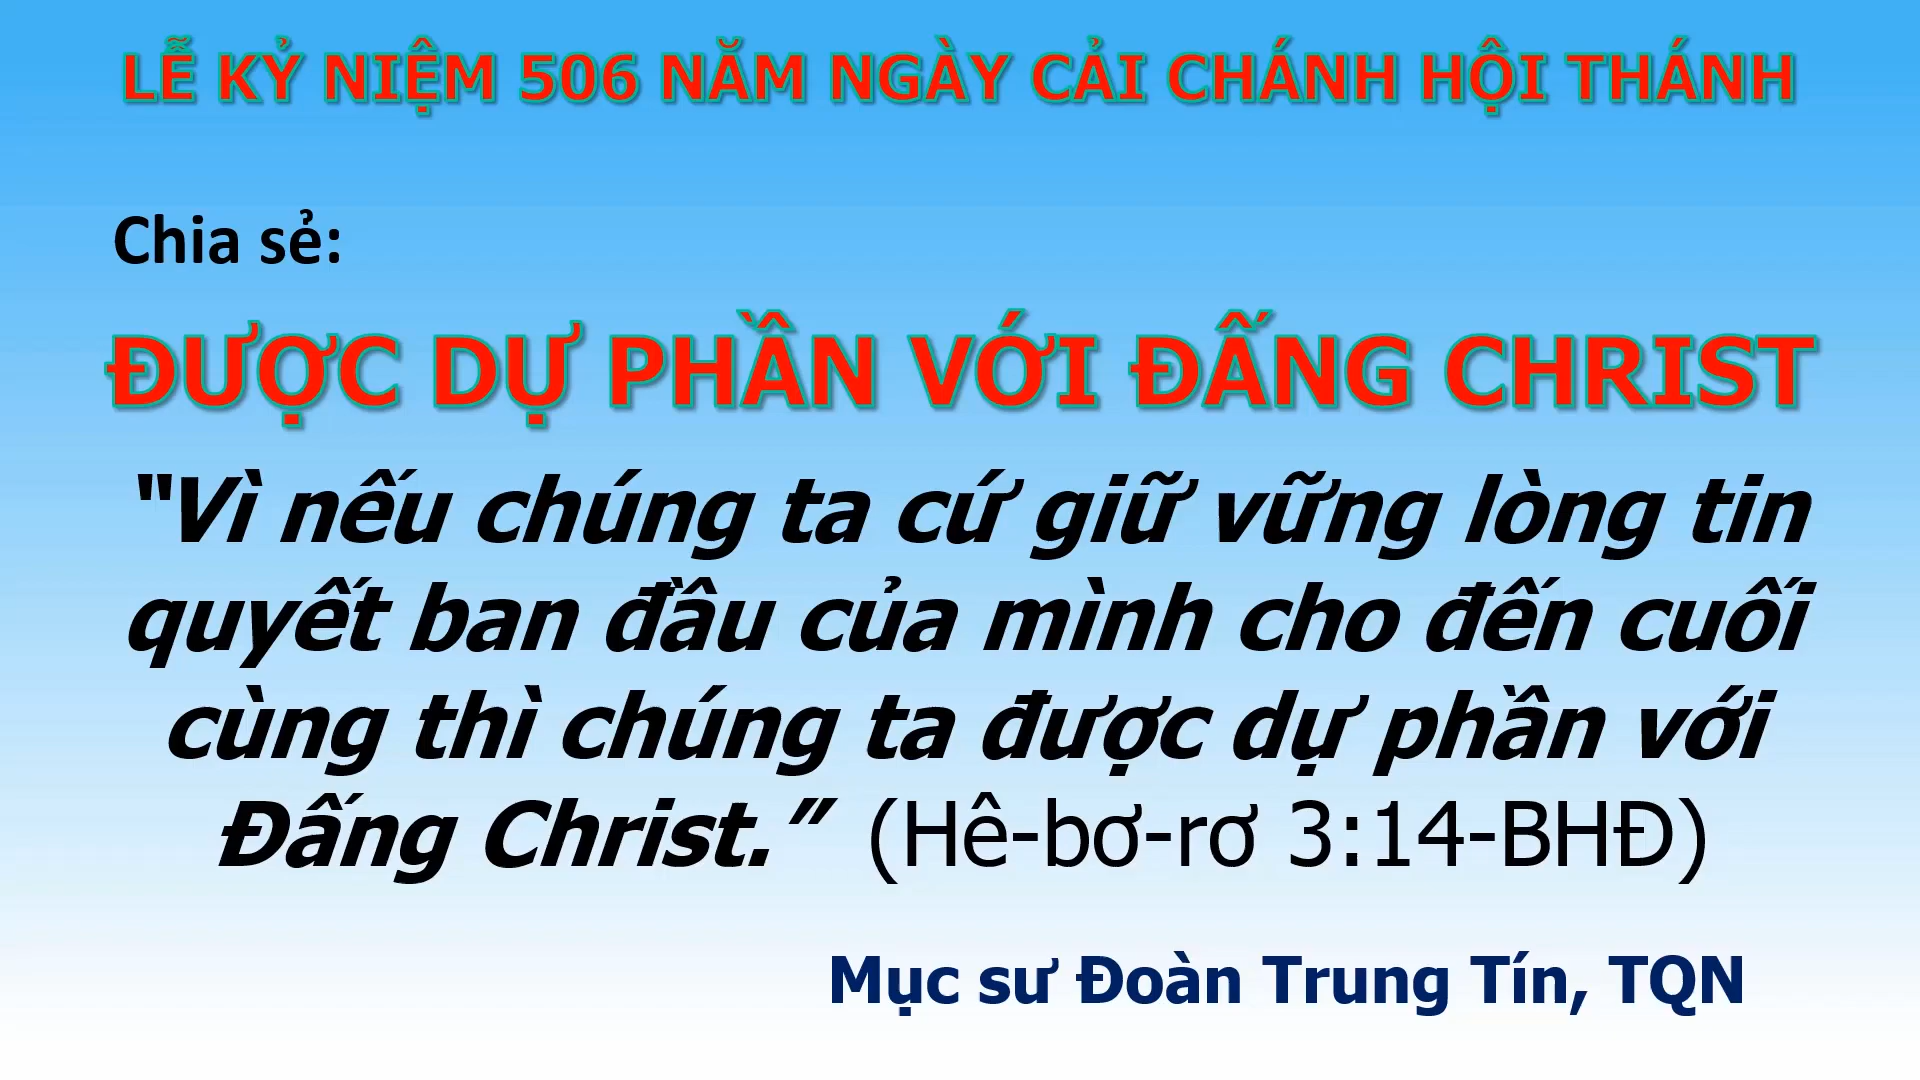 LỄ KỶ NIỆM 506 NĂM NGÀY CẢI CHÁNH HỘI THÁNH
Chia sẻ:
ĐƯỢC DỰ PHẦN VỚI ĐẤNG CHRIST
"Vì nếu chúng ta cứ giữ vững lòng tin
quyết ban đầu của mình cho đến cuối
cùng thì chúng ta được dự phần với
Đấng Christ.” (Hê-bơ-rơ 3:14-BHĐ)
Mục sư Đoàn Trung Tín, TQN